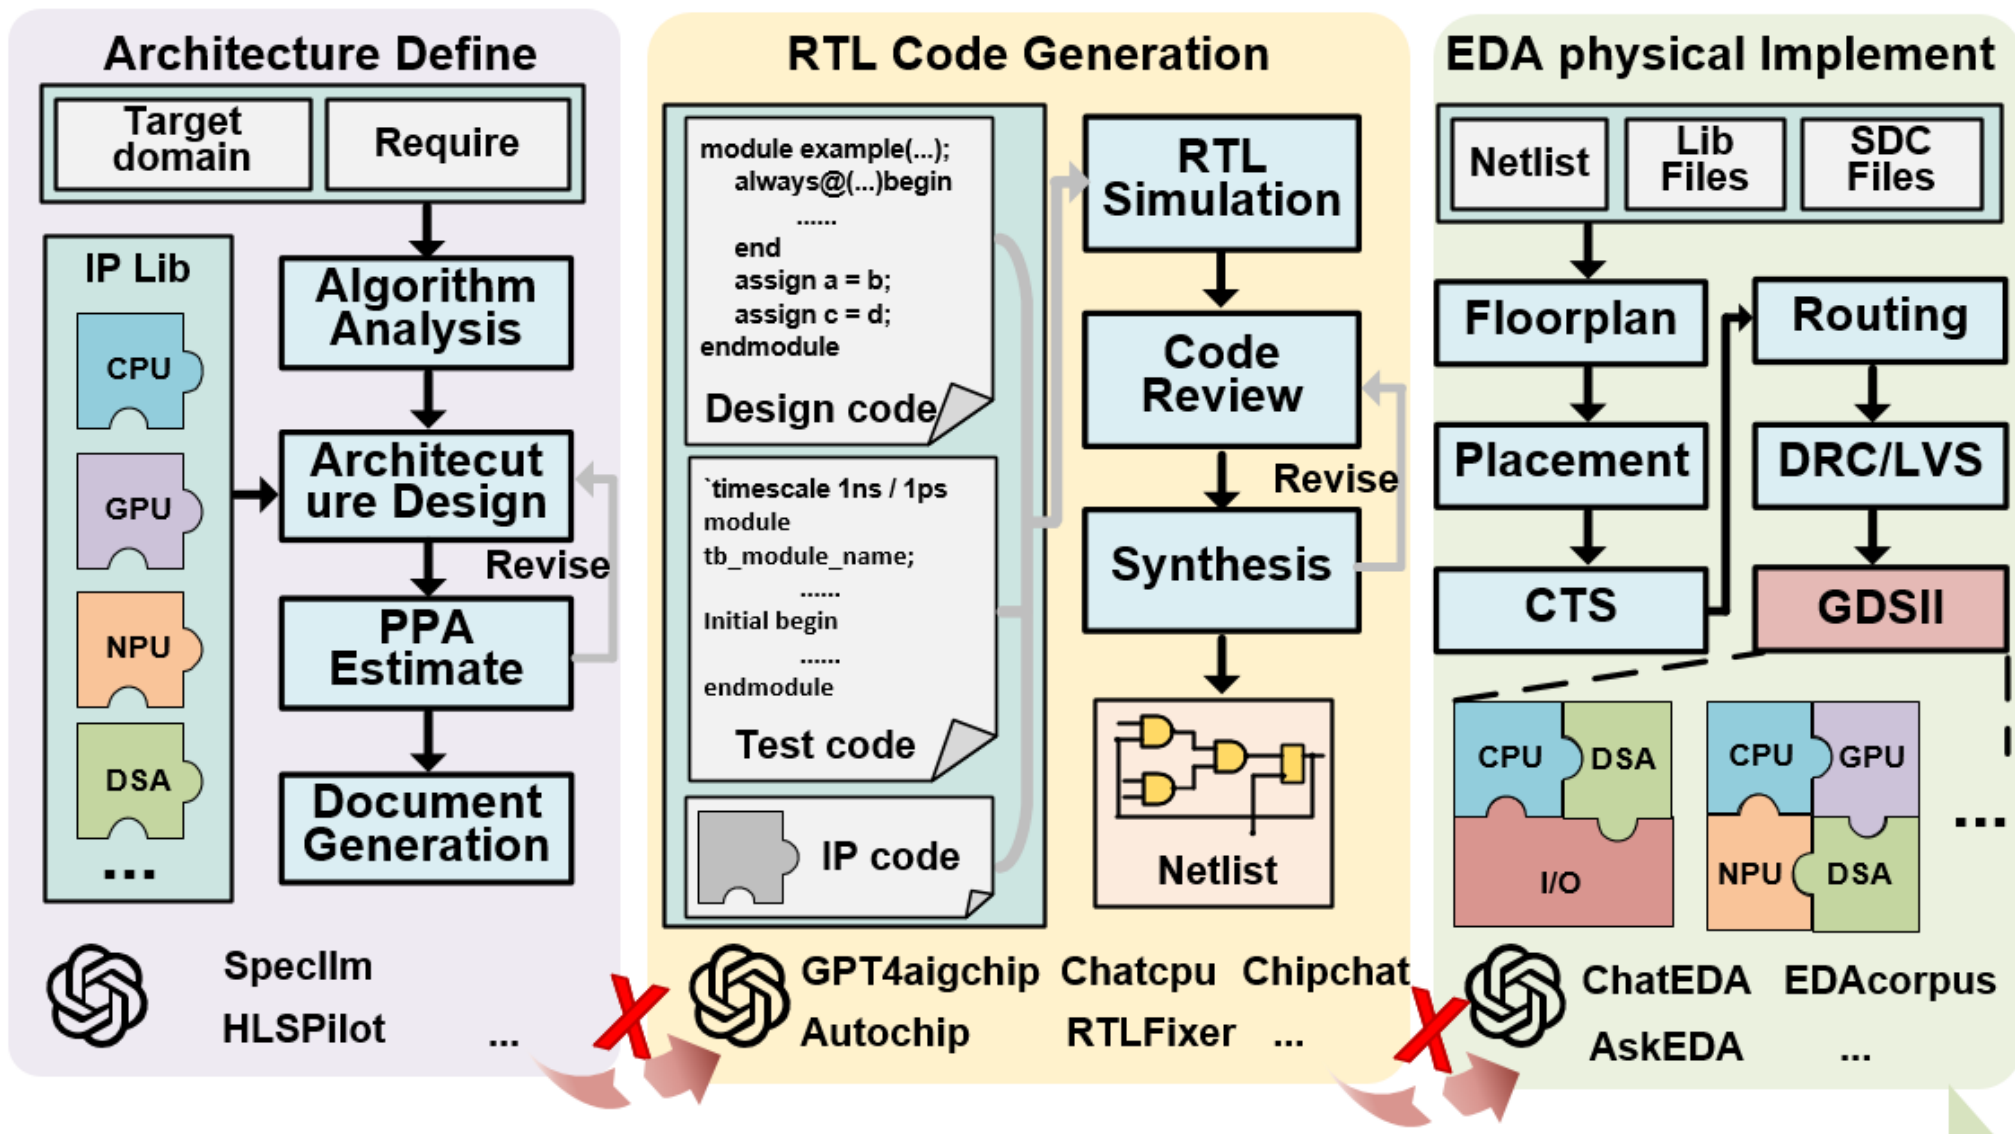 Architecture Define
Target
domain
Require
IP Lib
CPU
GPU
NPU
DSA
...
Algorithm
Analysis
Architecut
ure Design
Revise
PPA
Estimate
Document
Generation
Specllm
HLSPilot
...
RTL Code Generation
module example(...);
always@(...)begin
......
end
assign a = b;
assign c = d;
endmodule
Design code
`timescale 1ns / 1ps
module
tb_module_name;
......
Initial begin
......
endmodule
Test code
IP code
RTL
Simulation
Code
Review
Revise
Synthesis
Netlist
GPT4aigchip Chatcpu Chipchat
Autochip RTLFixer ...
EDA physical Implement
Netlist
Lib
Files
SDC
Files
Floorplan
Placement
CTS
Routing
DRC/LVS
GDSII
CPU
DSA
I/O
CPU
GPU
NPU
DSA
...
ChatEDA EDAcorpus
AskEDA ...